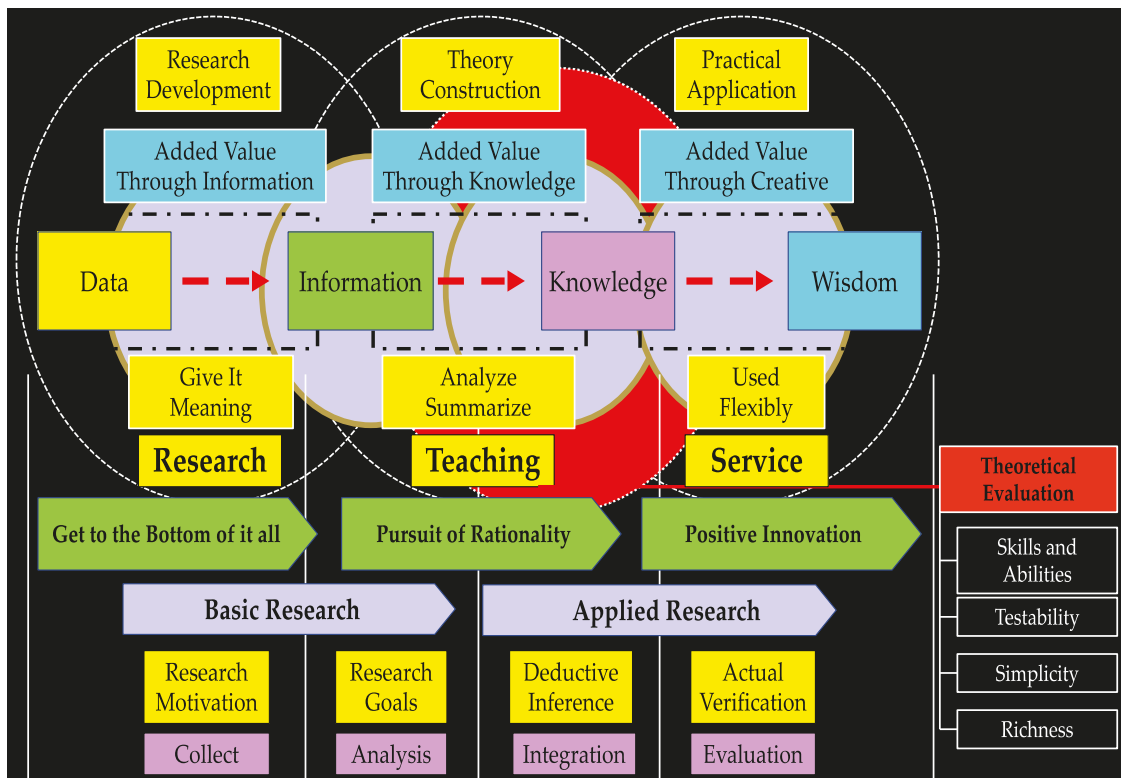 Research
Development
Theory
Construction
Practical
Application
Added Value
Through Information
Added Value
Through Knowledge
Added Value
Through Creative
Data
Information
Knowledge
Wisdom
Give It
Meaning
Analyze
Summarize
Used
Flexibly
Research
Teaching
Service
Theoretical
Evaluation
Get to the Bottom of it all
Pursuit of Rationality
Positive Innovation
Skills and
Abilities
Basic Research
Applied Research
Testability
Research
Motivation
Research
Goals
Deductive
Inference
Actual
Verification
Simplicity
Richness
Collect
Analysis
Integration
Evaluation